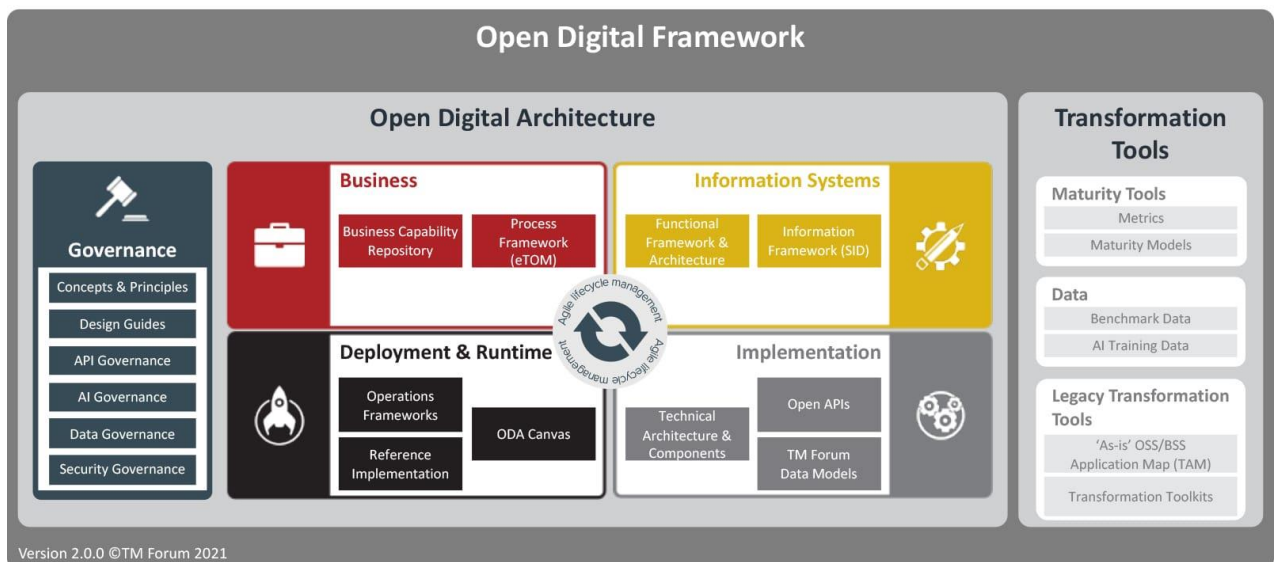 Open Digital Framework
Open Digital Architecture
Governance
Concepts & Principles
Design Guides
API Governance
AI Governance
Data Governance
Security Governance
Business
Business Capability
Repository
Process
Framework
(eTOM)
Information Systems
Functional
Framework &
Architecture
Information
Framework (SID)
Agile lifecycle management
Agile lifecycle management
Deployment & Runtime
Operations
Frameworks
Reference
Implementation
ODA Canvas
Implementation
Technical
Architecture &
Components
Open APIs
TM Forum
Data Models
Transformation
Tools
Maturity Tools
Metrics
Maturity Models
Data
Benchmark Data
AI Training Data
Legacy Transformation
Tools
‘As-is’ OSS/BSS
Application Map (TAM)
Transformation Toolkits
Version 2.0.0 ©TM Forum 2021